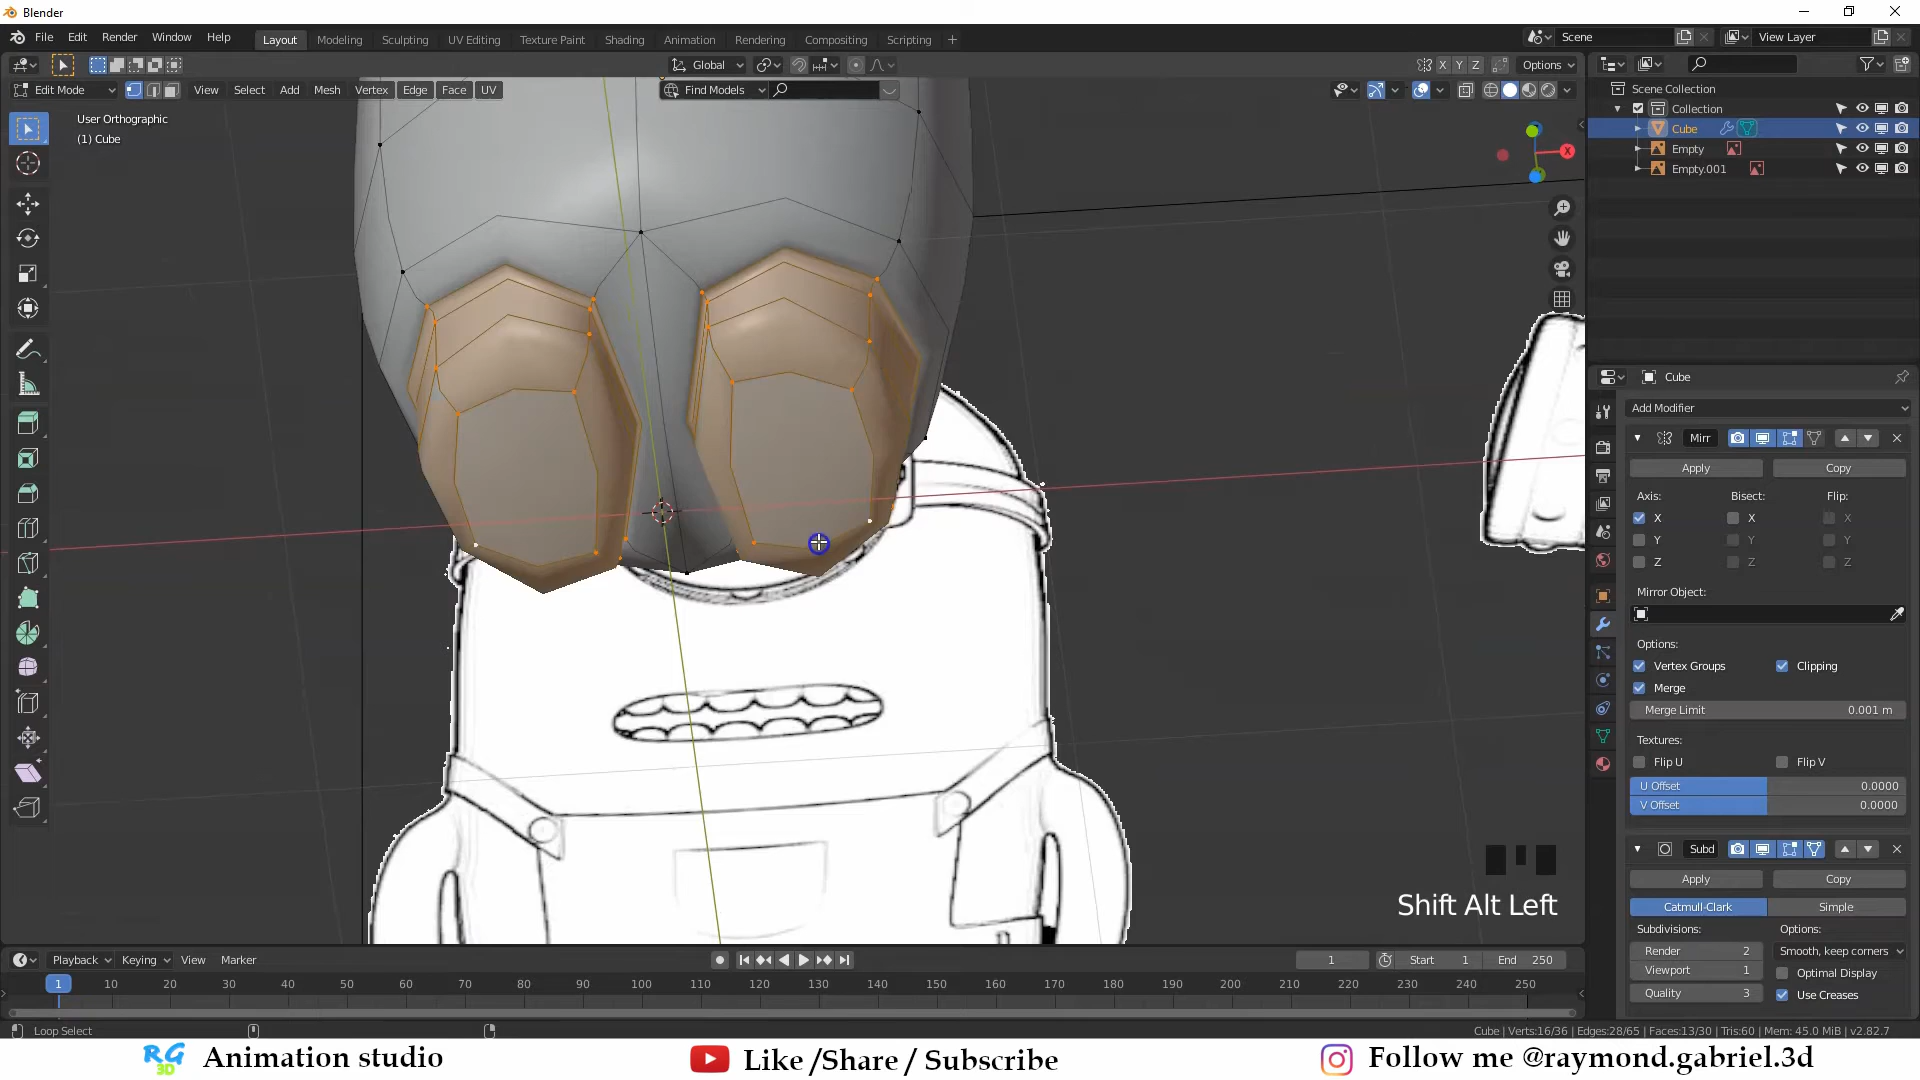 Blender
File Edit Render Window Help Layout Modeling Sculpting UV Editing Texture Paint Shading Animation Rendering Compositing Scripting + Scene View Layer
Global X Y Z Options
Edit Mode View Select Add Mesh Vertex Edge Face UV Find Models
User Orthographic
(1) Cube
X
Scene Collection
Collection
Cube
Empty
Empty.001
Cube
Add Modifier
Mirr
Apply Copy
Axis: Bisect: Flip:
X X X
Y Y Y
Z Z Z
Mirror Object:
Options:
Vertex Groups Clipping
Merge
Merge Limit 0.001 m
Textures:
Flip U Flip V
U Offset 0.0000
V Offset 0.0000
Subd
Apply Copy
Catmull-Clark Simple
Subdivisions: Options:
Render 2 Smooth, keep corners
Viewport 1 Optimal Display
Quality 3 Use Creases
Shift Alt Left
Playback Keying View Marker 1 Start 1 End 250
1 10 20 30 40 50 60 70 80 90 100 110 120 130 140 150 160 170 180 190 200 210 220 230 240 250
Loop Select Cube | Verts:16/36 | Edges:28/65 | Faces:13/30 | Tris:60 | Mem: 45.0 MiB | v2.82.7
RG 3D Animation studio Like /Share / Subscribe Follow me @raymond.gabriel.3d